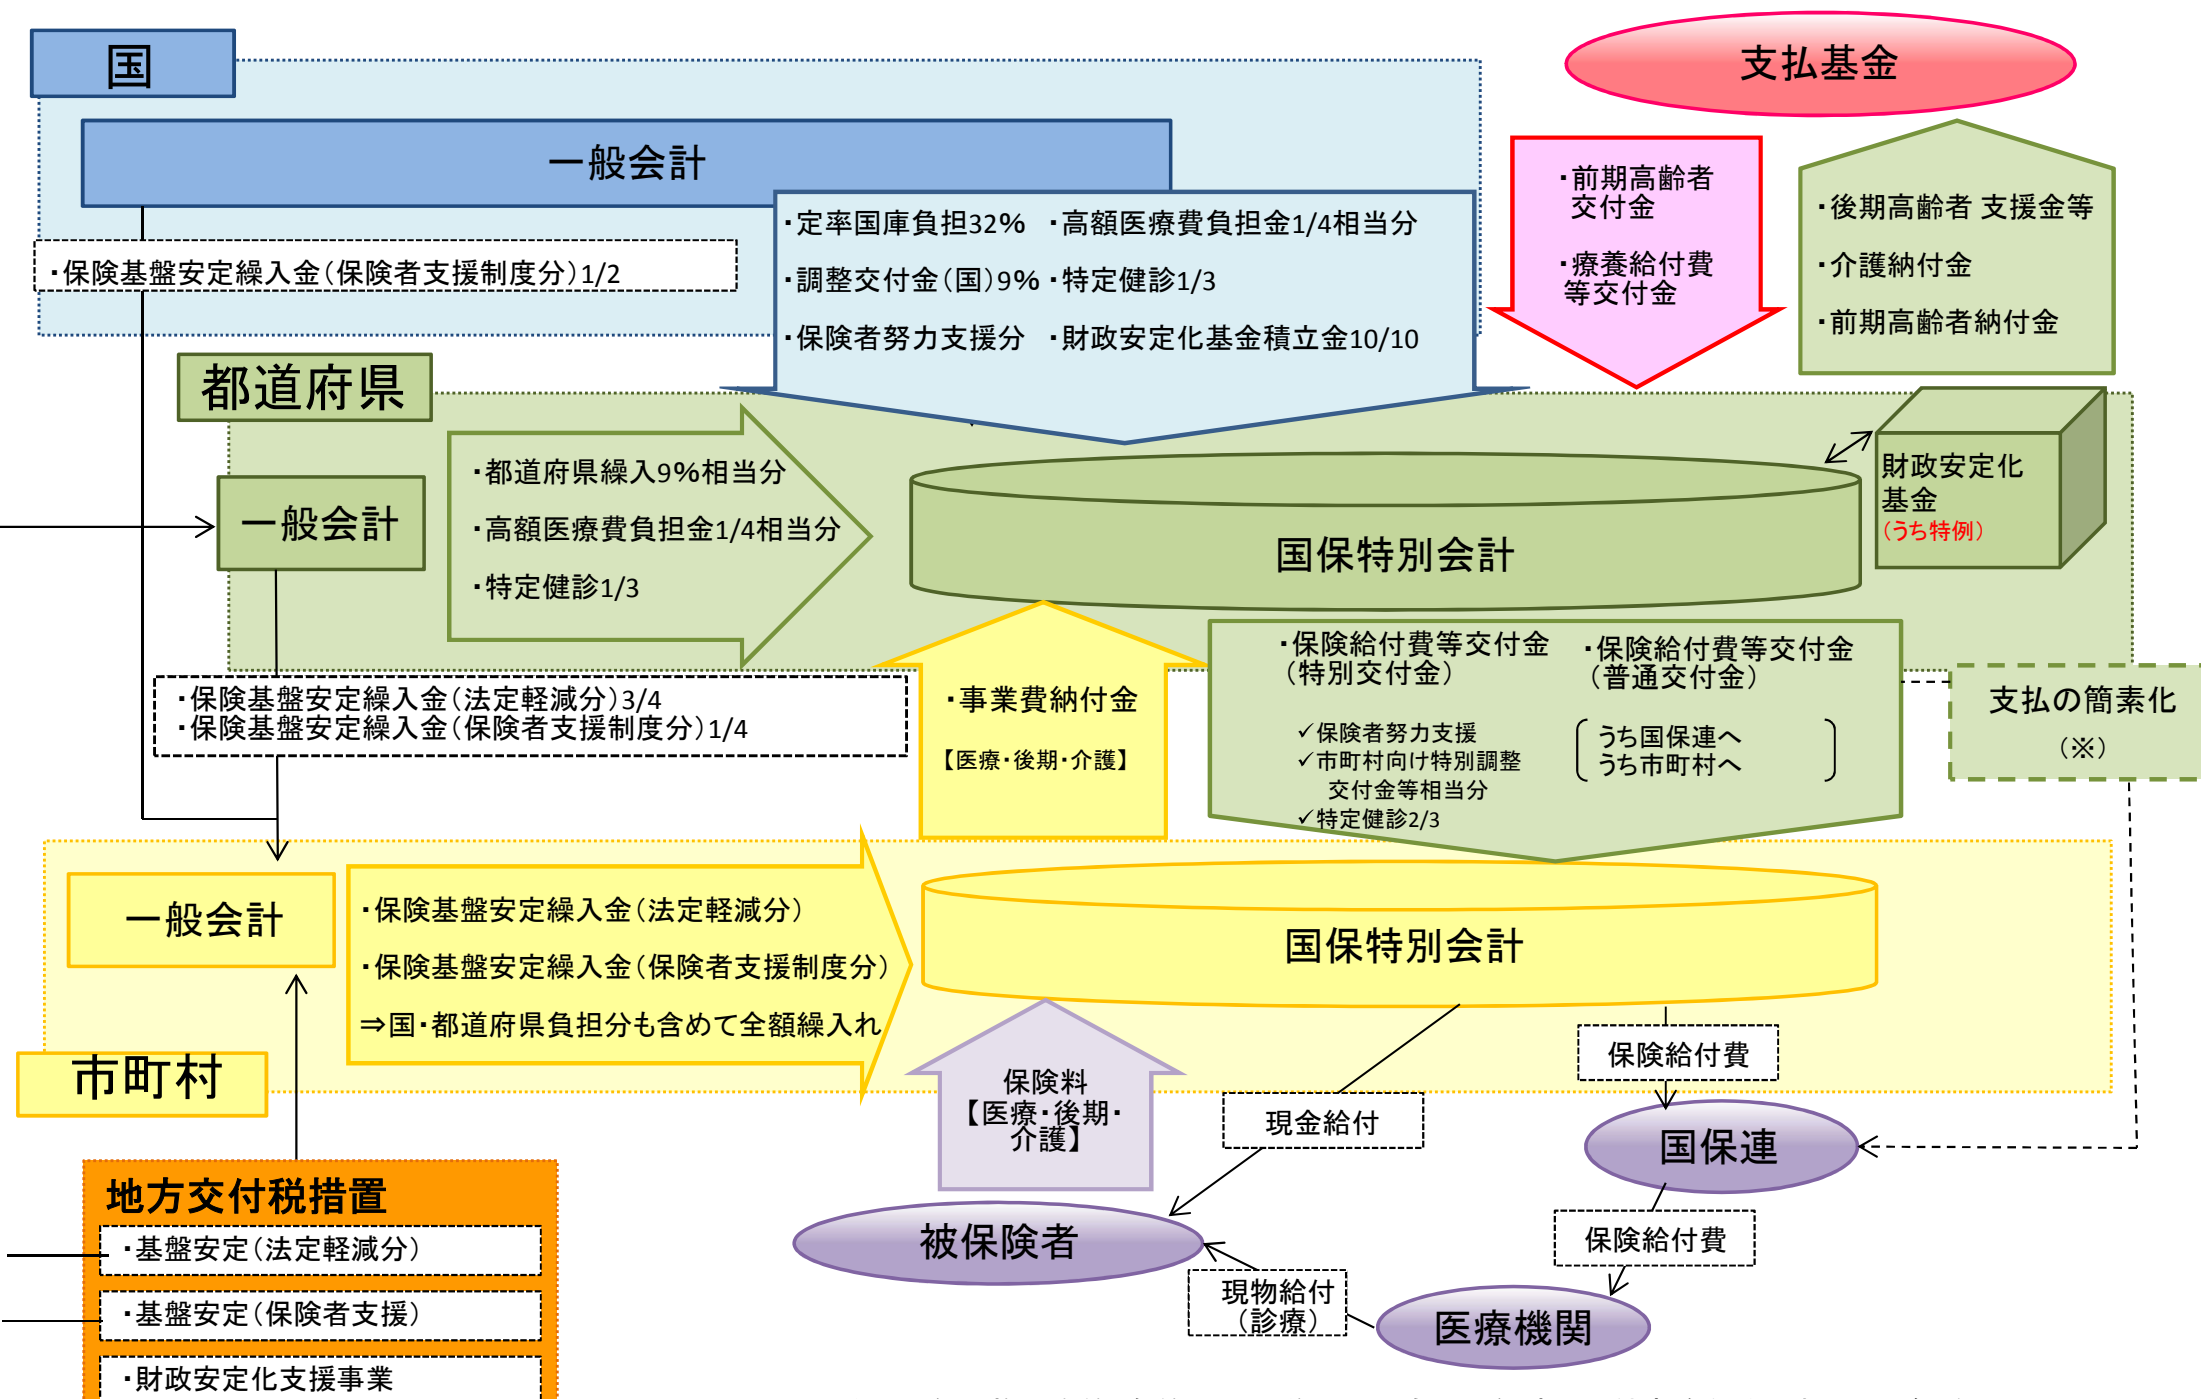 国
支払基金
一般会計
・前期高齢者
交付金
・療養給付費
等交付金
・後期高齢者 支援金等
・介護納付金
・前期高齢者納付金
・定率国庫負担32%
・高額医療費負担金1/4相当分
・調整交付金(国)9%
・特定健診1/3
・保険者努力支援分
・財政安定化基金積立金10/10
・保険基盤安定繰入金(保険者支援制度分)1/2
都道府県
一般会計
・都道府県繰入9%相当分
・高額医療費負担金1/4相当分
・特定健診1/3
国保特別会計
財政安定化
基金
(うち特例)
・保険基盤安定繰入金(法定軽減分)3/4
・保険基盤安定繰入金(保険者支援制度分)1/4
・事業費納付金
【医療・後期・介護】
・保険給付費等交付金
(特別交付金)
✓保険者努力支援
✓市町村向け特別調整
交付金等相当分
✓特定健診2/3
・保険給付費等交付金
(普通交付金)
うち国保連へ
うち市町村へ
支払の簡素化
(※)
一般会計
・保険基盤安定繰入金(法定軽減分)
・保険基盤安定繰入金(保険者支援制度分)
⇒国・都道府県負担分も含めて全額繰入れ
国保特別会計
市町村
保険料
【医療・後期・
介護】
現金給付
保険給付費
国保連
地方交付税措置
・基盤安定(法定軽減分)
・基盤安定(保険者支援)
・財政安定化支援事業
被保険者
保険給付費
現物給付
(診療)
医療機関